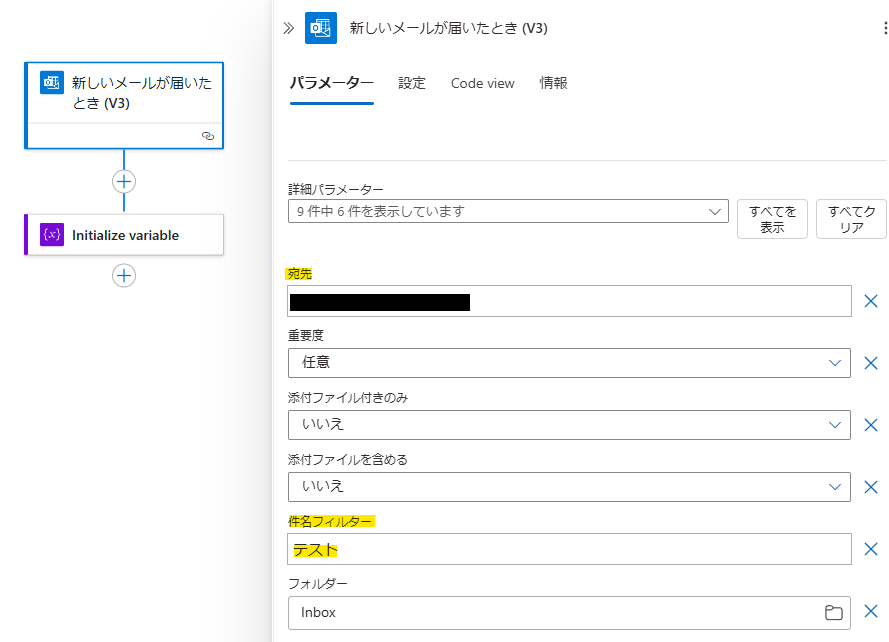 新しいメールが届いた
とき (V3)
Initialize variable
新しいメールが届いたとき (V3)
パラメーター 設定 Code view 情報
詳細パラメーター
9 件中 6 件を表示しています
すべてを
表示
すべてク
リア
宛先
重要度
任意
添付ファイル付きのみ
いいえ
添付ファイルを含める
いいえ
件名フィルター
テスト
フォルダー
Inbox